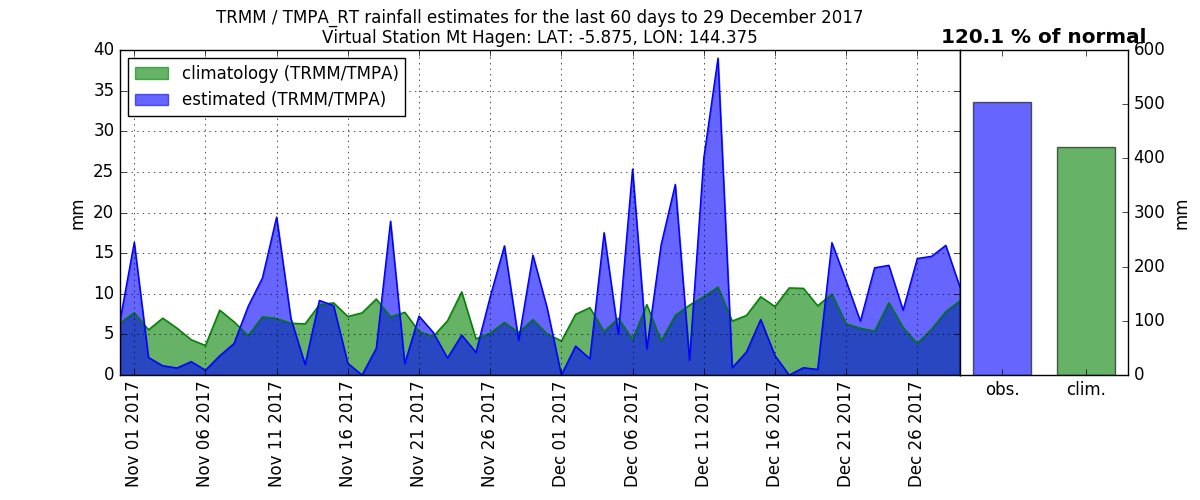 TRMM / TMPA_RT rainfall estimates for the last 60 days to 29 December 2017
Virtual Station Mt Hagen: LAT: -5.875, LON: 144.375
120.1 % of normal
climatology (TRMM/TMPA)
estimated (TRMM/TMPA)
mm
40
35
30
25
20
15
10
5
0
Nov 01 2017
Nov 06 2017
Nov 11 2017
Nov 16 2017
Nov 21 2017
Nov 26 2017
Dec 01 2017
Dec 06 2017
Dec 11 2017
Dec 16 2017
Dec 21 2017
Dec 26 2017
obs.
clim.
600
500
400
300
200
100
0
mm